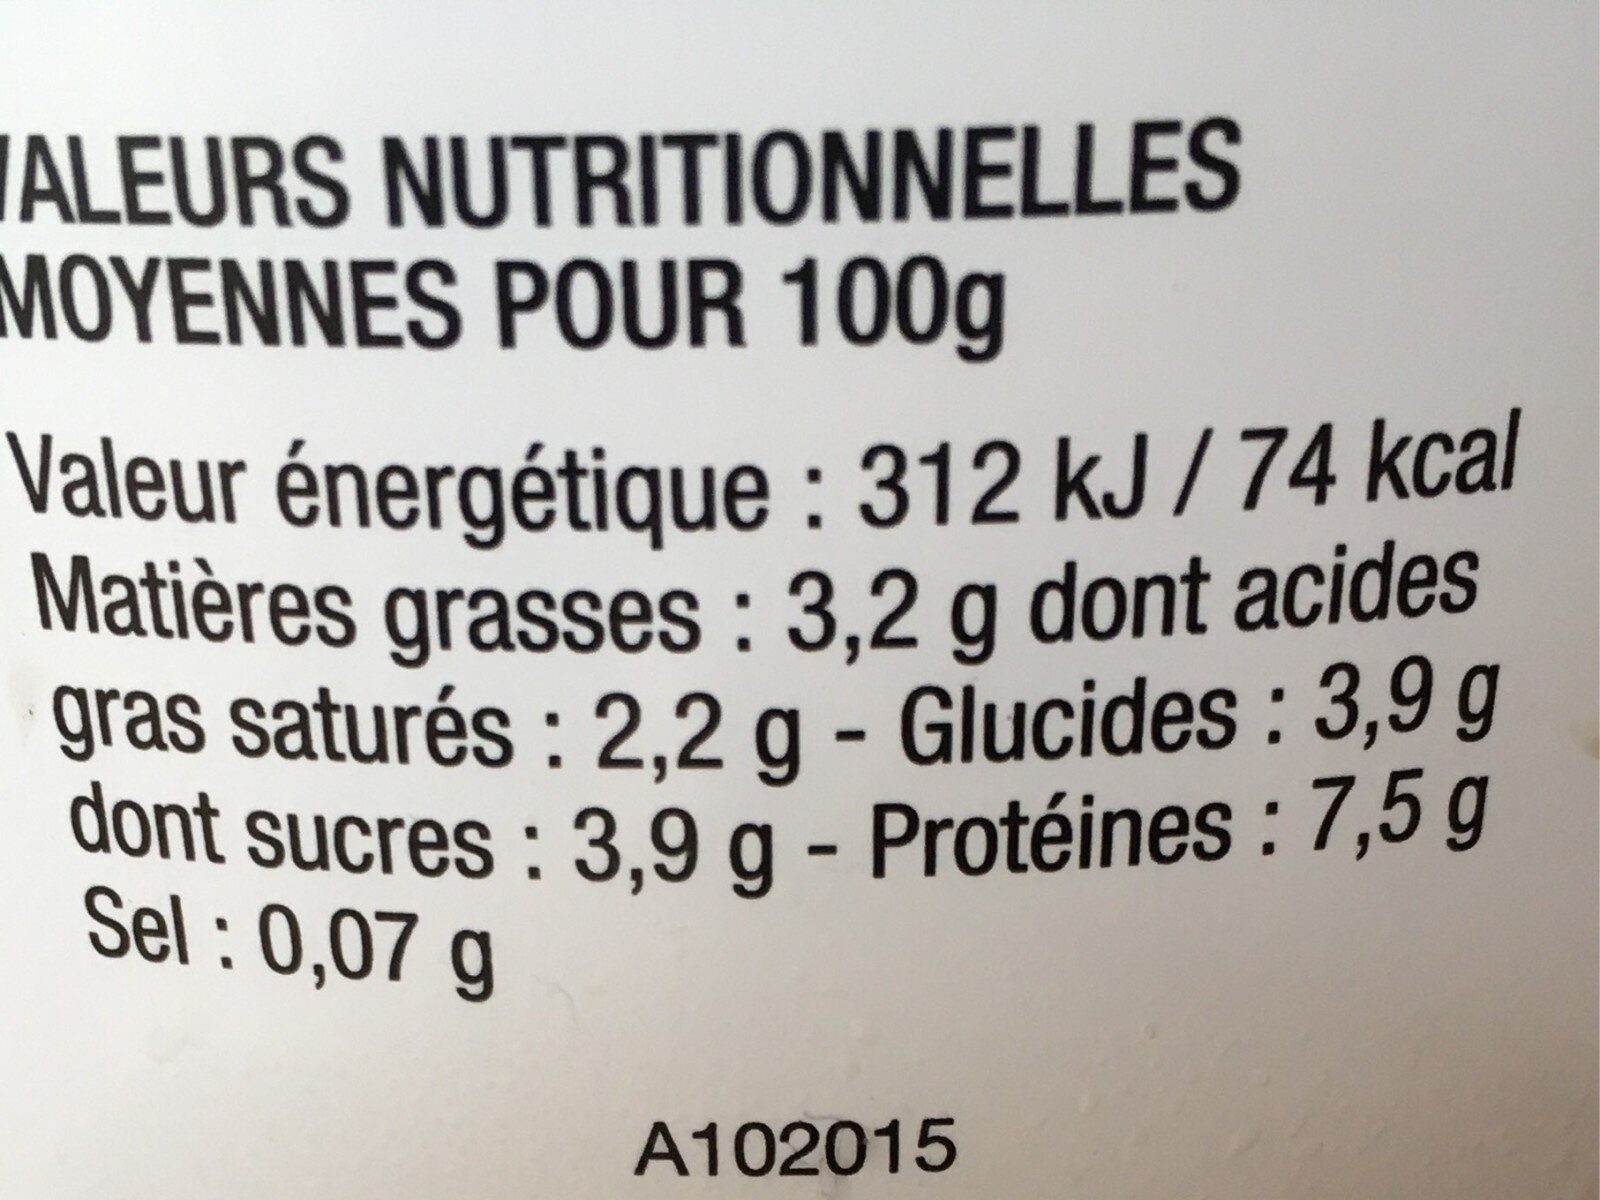 VALEURS NUTRITIONNELLES
MOYENNES POUR 100g
Valeur énergétique : 312 kJ / 74 kcal
Matières grasses : 3,2 g dont acides
gras saturés : 2,2 g - Glucides : 3,9 g
dont sucres : 3,9 g - Protéines : 7,5 g
Sel : 0,07 g
A102015